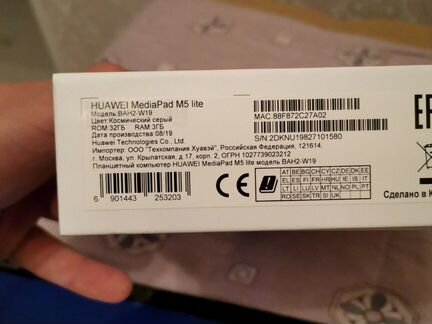 HUAWEI MediaPad M5 lite
Модель:BAH2-W19
Цвет:Космический серый
ROM:32ГБ RAM:3ГБ
Дата производства:08/19
Huawei Technologies Co., Ltd.
Импортер ООО "Техкомпания Хуавэй", Российская Федерация, 121614,
г. Москва, ул. Крылатская, д.17, корп. 2, ОГРН 1027739023212
Планшетный компьютер HUAWEI MediaPad M5 lite модель BAH2-W19
MAC:88F872C27A02
S/N:2DKNU19827101580
6 901443 253203
CE
AT BE BG CH CY CZ DE DK EE
EL ES FI FR HR HU IE IS IT
LT LI LU LV MT NL NO PL PT
RO SE SK TR SI UK
Сделано в К